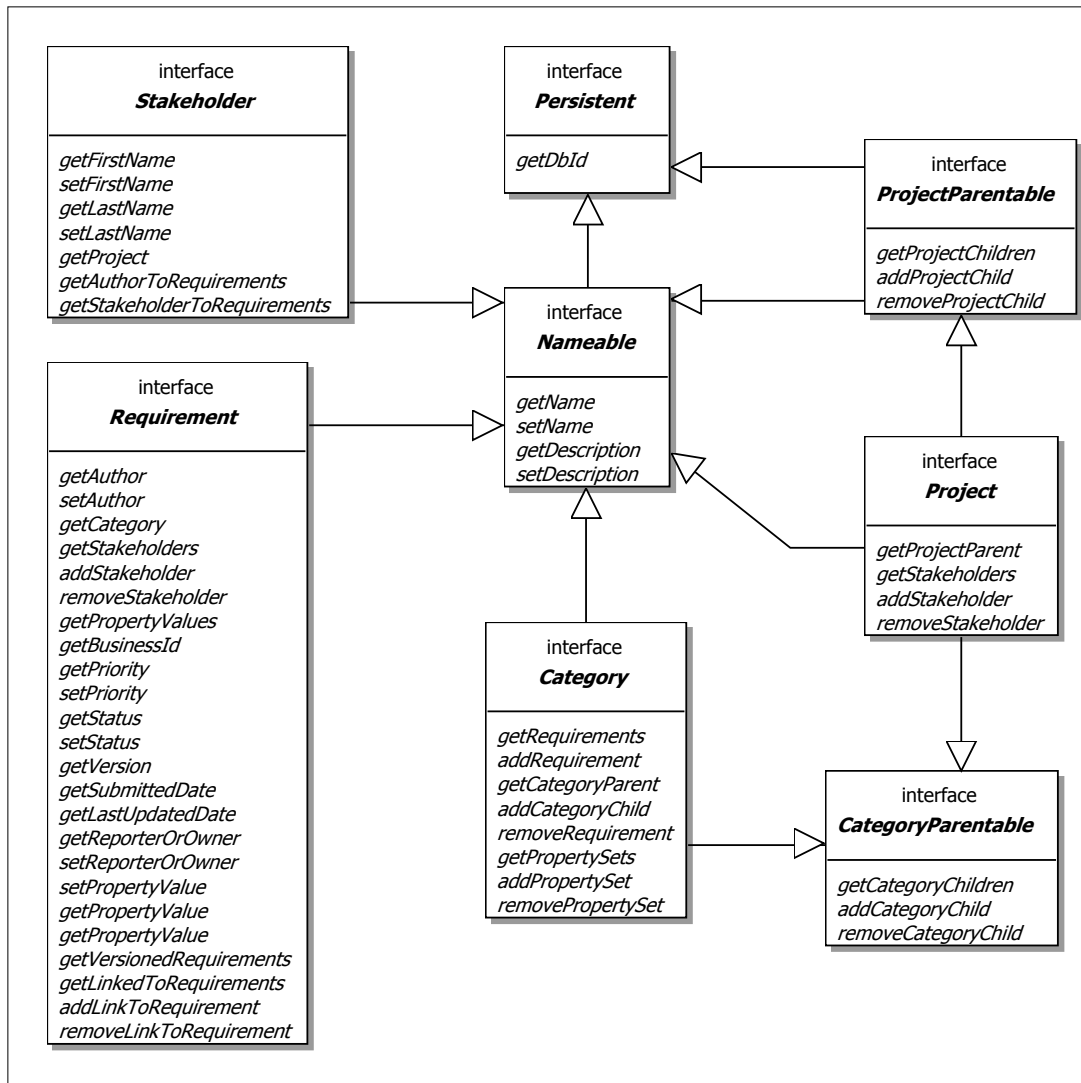 interface
Stakeholder
getFirstName
setFirstName
getLastName
setLastName
getProject
getAuthorToRequirements
getStakeholderToRequirements
interface
Persistent
getDbId
interface
ProjectParentable
getProjectChildren
addProjectChild
removeProjectChild
interface
Nameable
getName
setName
getDescription
setDescription
interface
Requirement
getAuthor
setAuthor
getCategory
getStakeholders
addStakeholder
removeStakeholder
getPropertyValues
getBusinessId
getPriority
setPriority
getStatus
setStatus
getVersion
getSubmittedDate
getLastUpdatedDate
getReporterOrOwner
setReporterOrOwner
setPropertyValue
getPropertyValue
getPropertyValue
getVersionedRequirements
getLinkedToRequirements
addLinkToRequirement
removeLinkToRequirement
interface
Project
getProjectParent
getStakeholders
addStakeholder
removeStakeholder
interface
Category
getRequirements
addRequirement
getCategoryParent
addCategoryChild
removeRequirement
getPropertySets
addPropertySet
removePropertySet
interface
CategoryParentable
getCategoryChildren
addCategoryChild
removeCategoryChild